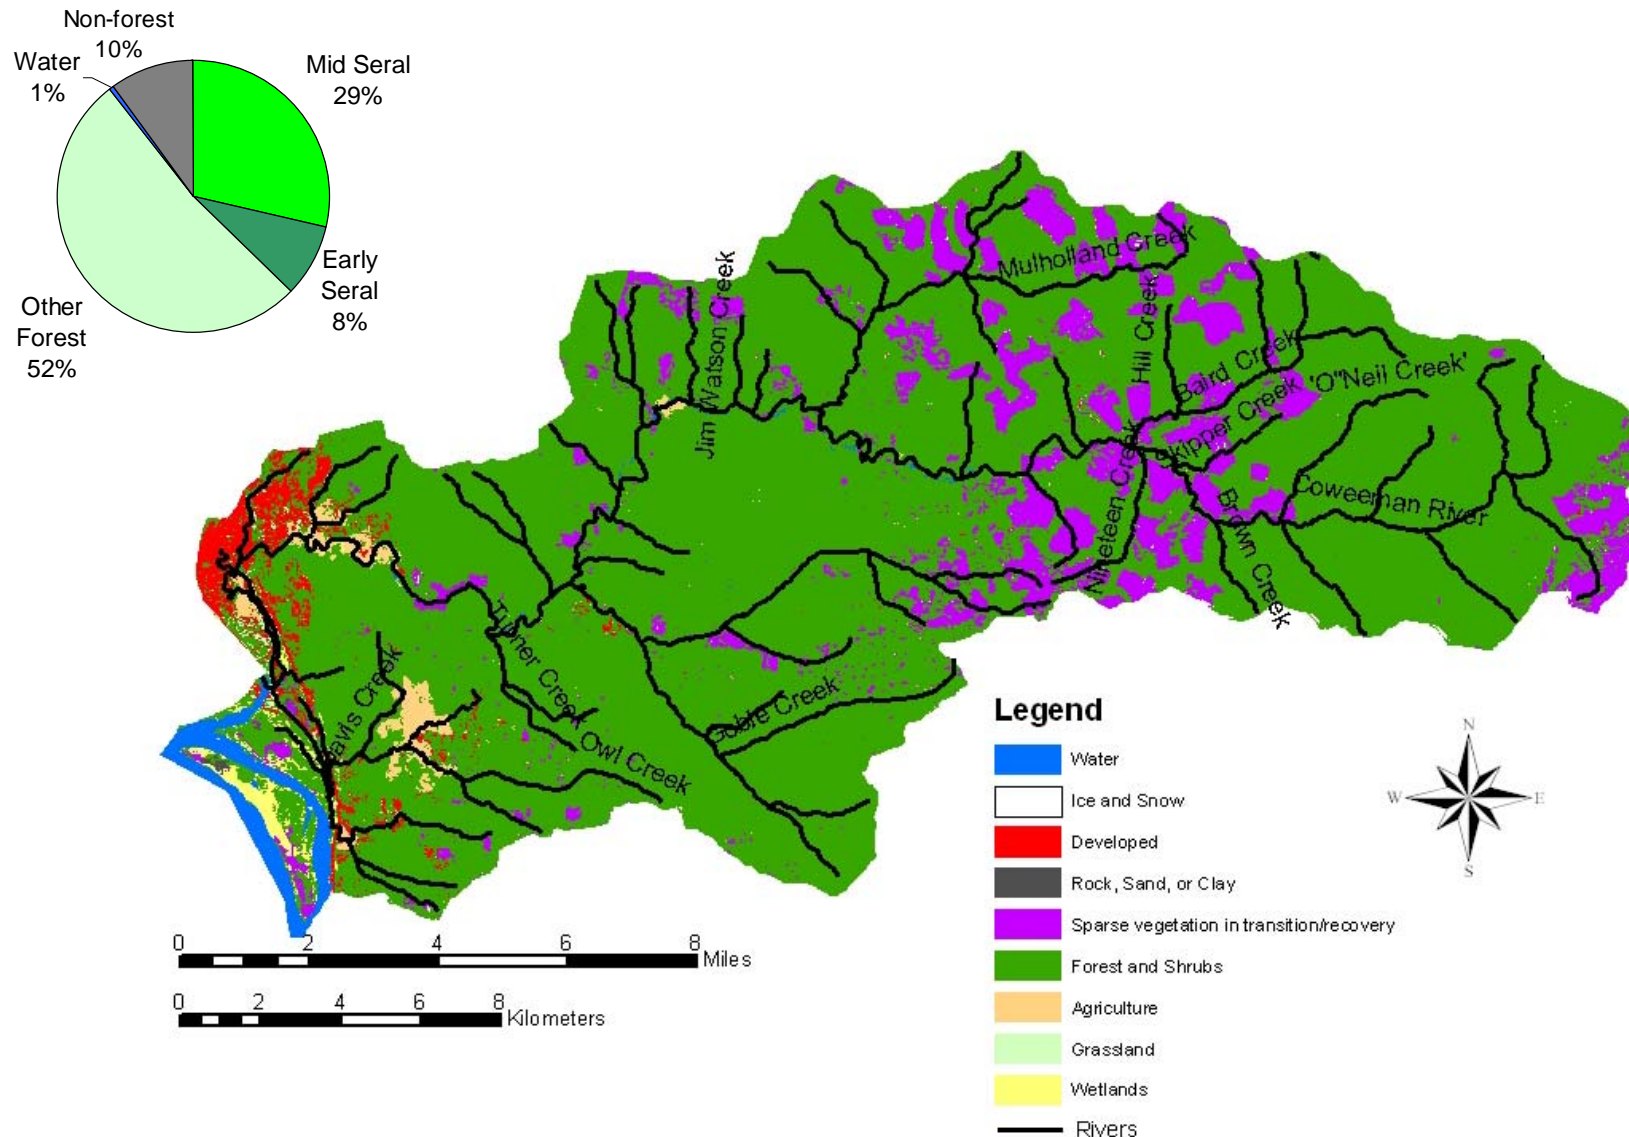 Non-forest
10%
Water
1%
Mid Seral
29%
Early
Seral
8%
Other
Forest
52%
Mulholland Creek
Jim Watson Creek
Hill Creek
Baird Creek
'O"Neil Creek'
Skipper Creek
Nineteen Creek
Coweeman River
Brown Creek
Turner Creek
Davis Creek
Goble Creek
Owl Creek
Legend
Water
Ice and Snow
Developed
Rock, Sand, or Clay
Sparse vegetation in transition/recovery
Forest and Shrubs
Agriculture
Grassland
Wetlands
Rivers
N
W
E
S
0 2 4 6 8
Miles
0 2 4 6 8
Kilometers